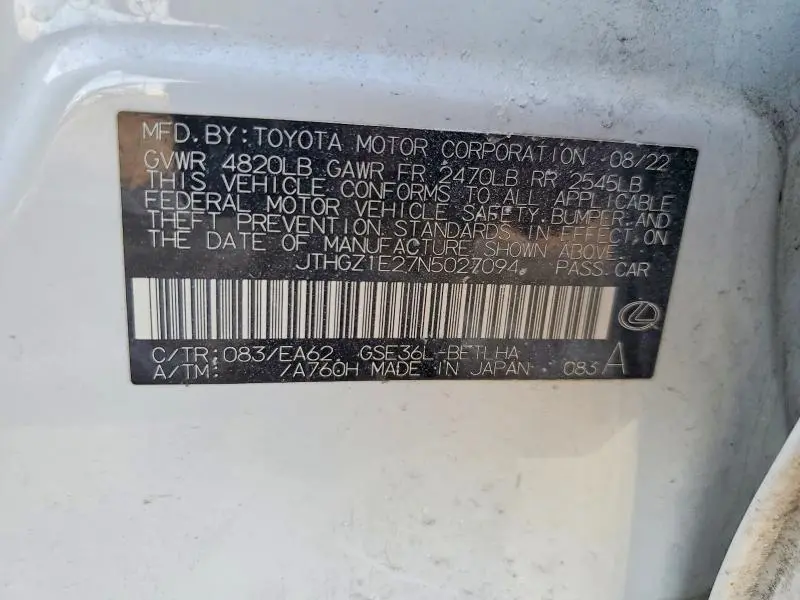 MFD. BY: TOYOTA MOTOR CORPORATION 08/22
GVWR 4820LB GAWR FR 2470LB RR 2545LB
THIS VEHICLE CONFORMS TO ALL APPLICABLE
FEDERAL MOTOR VEHICLE SAFETY, BUMPER, AND
THEFT PREVENTION STANDARDS IN EFFECT ON
THE DATE OF MANUFACTURE SHOWN ABOVE.
JTHGZ1E27N5027094 PASS. CAR
C/TR: 083/EA62 GSE36L-BETLHA
A/TM: /A760H MADE IN JAPAN 083 A